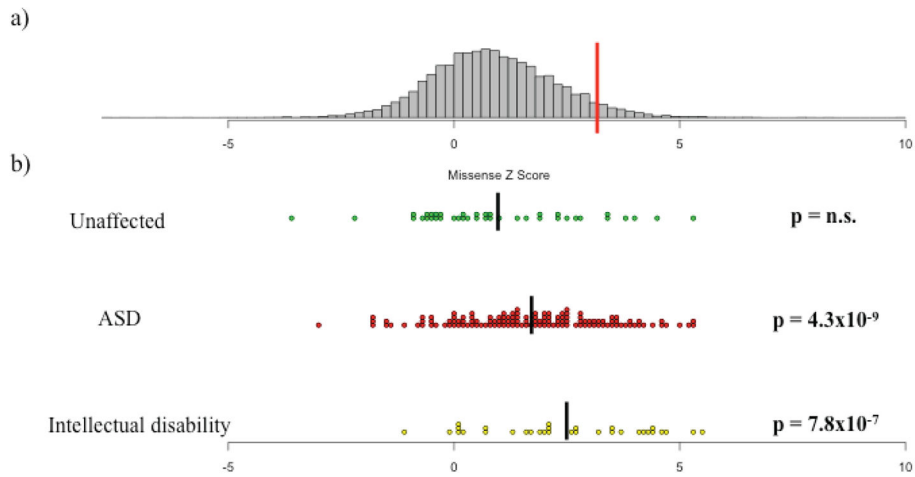 a)
-5 0 5 10
b)
Missense Z Score
Unaffected p = n.s.
ASD p = 4.3x10⁻⁹
Intellectual disability p = 7.8x10⁻⁷
-5 0 5 10